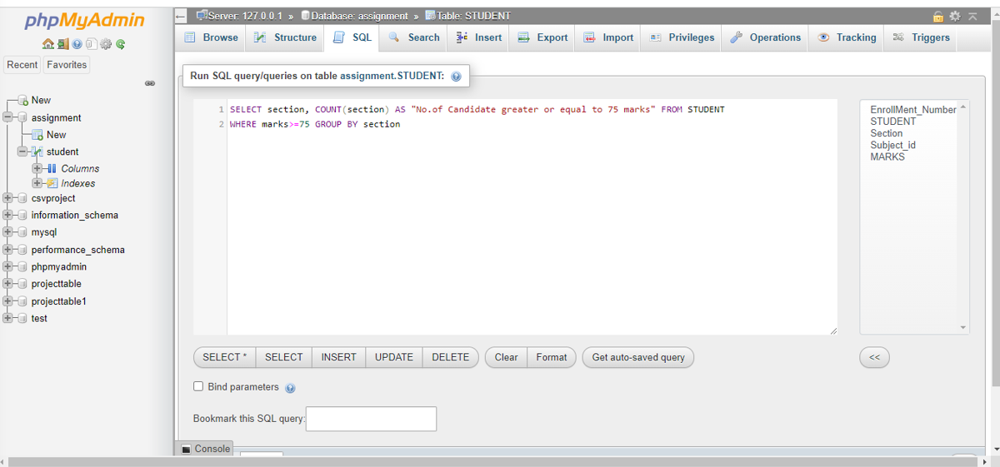 phpMyAdmin
Recent Favorites
New
assignment
New
student
Columns
Indexes
csvproject
information_schema
mysql
performance_schema
phpmyadmin
projecttable
projecttable1
test
Server: 127.0.0.1 » Database: assignment » Table: STUDENT
Browse Structure SQL Search Insert Export Import Privileges Operations Tracking Triggers
Run SQL query/queries on table assignment.STUDENT:
1 SELECT section, COUNT(section) AS "No.of Candidate greater or equal to 75 marks" FROM STUDENT
2 WHERE marks>=75 GROUP BY section
EnrollMent_Number
STUDENT
Section
Subject_id
MARKS
SELECT * SELECT INSERT UPDATE DELETE Clear Format Get auto-saved query <<
Bind parameters
Bookmark this SQL query:
Console